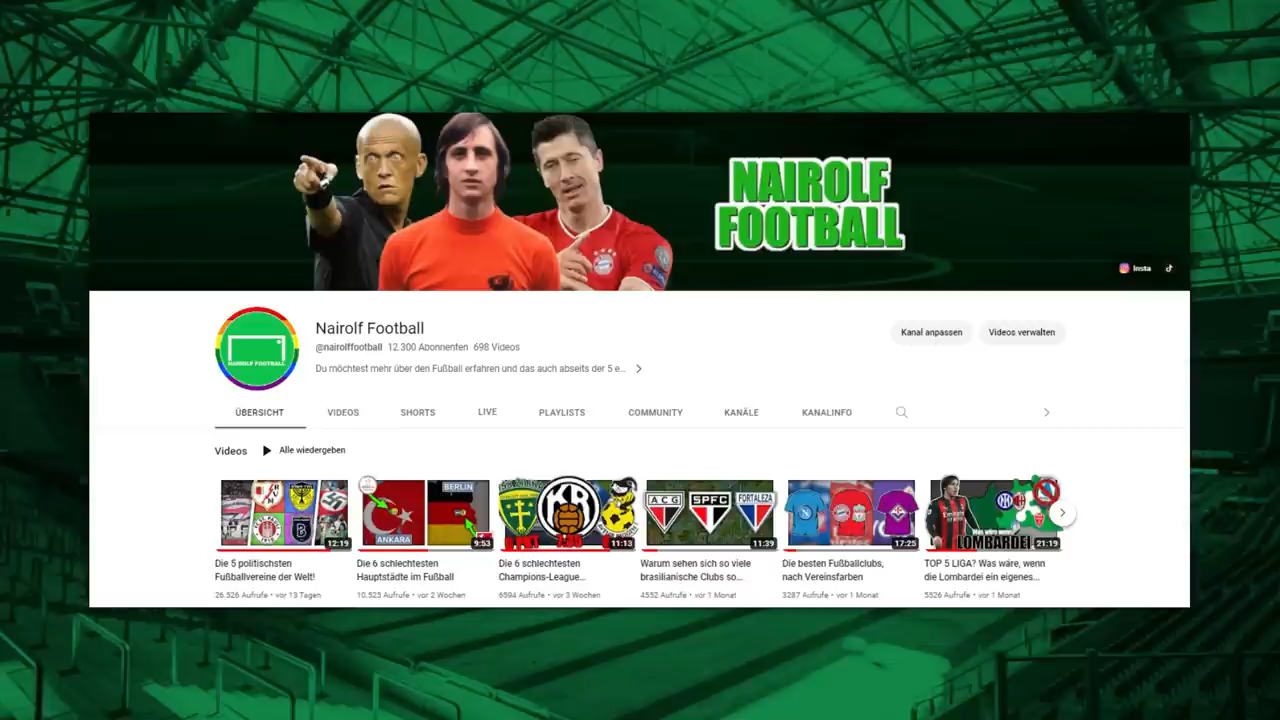 NAIROLF
FOOTBALL
Insta
NAIROLF FOOTBALL
Nairolf Football
@nairolffootball 12.300 Abonnenten 698 Videos
Du möchtest mehr über den Fußball erfahren und das auch abseits der 5 e...
Kanal anpassen
Videos verwalten
ÜBERSICHT
VIDEOS
SHORTS
LIVE
PLAYLISTS
COMMUNITY
KANÄLE
KANALINFO
Videos
Alle wiedergeben
12:19
BERLIN
ANKARA
9:53
KR
11:13
ACG
SPFC
FORTALEZA
11:39
17:25
LOMBARDEI
21:19
Die 5 politischsten
Fußballvereine der Welt!
26.526 Aufrufe • vor 13 Tagen
Die 6 schlechtesten
Hauptstädte im Fußball
10.525 Aufrufe • vor 2 Wochen
Die 6 schlechtesten
Champions-League...
6594 Aufrufe • vor 3 Wochen
Warum sehen sich so viele
brasilianische Clubs so...
4552 Aufrufe • vor 1 Monat
Die besten Fußballclubs,
nach Vereinsfarben
3287 Aufrufe • vor 1 Monat
TOP 5 LIGA? Was wäre, wenn
die Lombardei ein eigenes...
5526 Aufrufe • vor 1 Monat